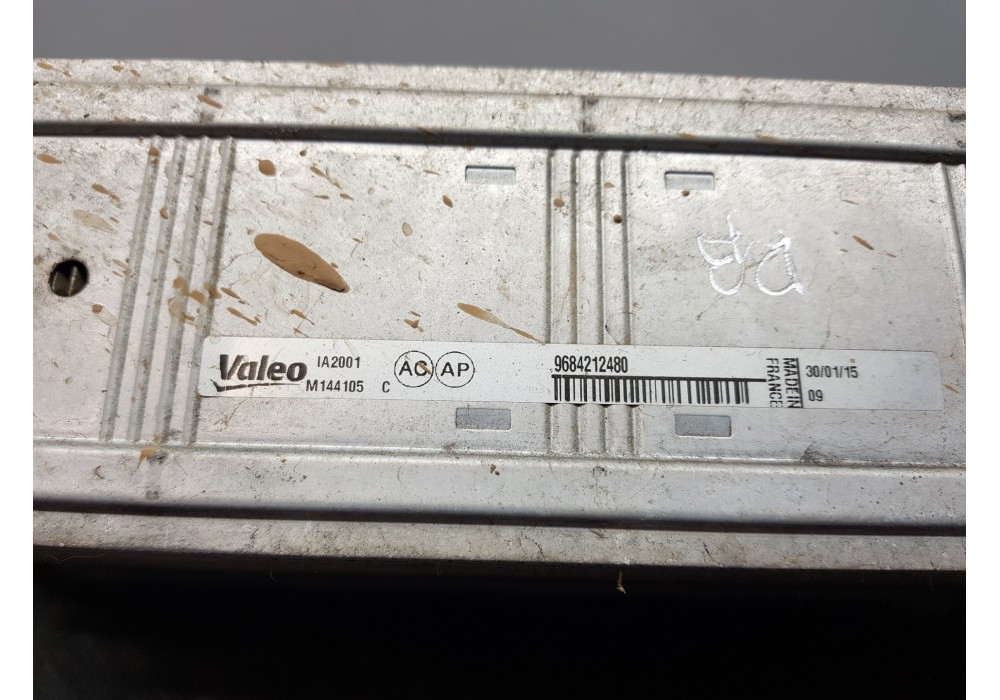 Valeo IA2001
M144105 C
AC AP
9684212480
MADE IN
FRANCE
30/01/15
09